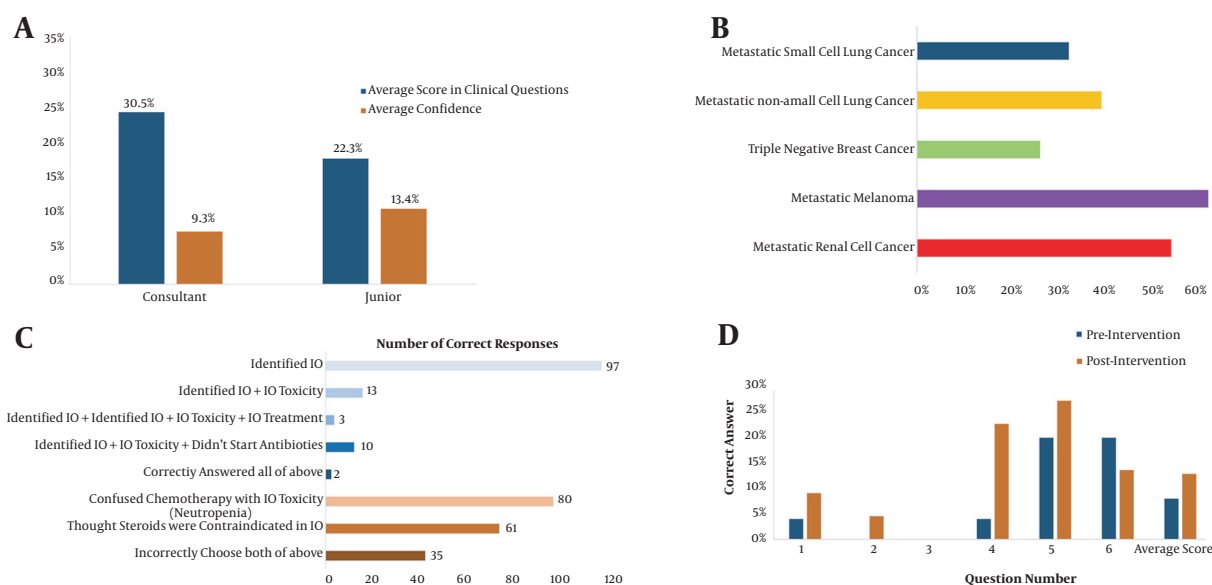 A
35%
30%
25%
20%
15%
10%
5%
0%
30.5%
9.3%
22.3%
13.4%
Average Score in Clinical Questions
Average Confidence
Consultant
Junior
B
Metastatic Small Cell Lung Cancer
Metastatic non-amall Cell Lung Cancer
Triple Negative Breast Cancer
Metastatic Melanoma
Metastatic Renal Cell Cancer
0% 10% 20% 30% 40% 50% 60%
C
Number of Correct Responses
Identified IO
97
Identified IO + IO Toxicity
13
Identified IO + Identified IO + IO Toxicity + IO Treatment
3
Identified IO + IO Toxicity + Didn't Start Antibioties
10
Correctiy Answered all of above
2
Confused Chemotherapy with IO Toxicity
(Neutropenia)
80
Thought Steroids were Contraindicated in IO
61
Incorrectly Choose both of above
35
0 20 40 60 80 100 120
D
Pre-Intervention
Post-Intervention
Correct Answer
30%
25%
20%
15%
10%
5%
0%
1 2 3 4 5 6 Average Score
Question Number